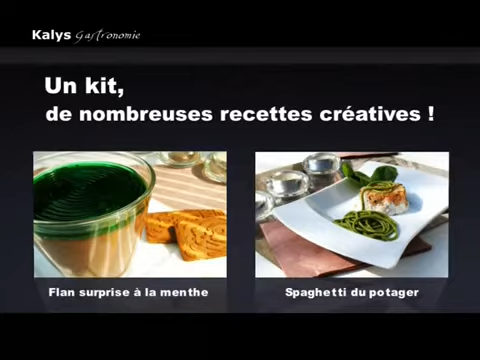 Kalys Gastronomie
Un kit,
de nombreuses recettes créatives !
Flan surprise à la menthe
Spaghetti du potager